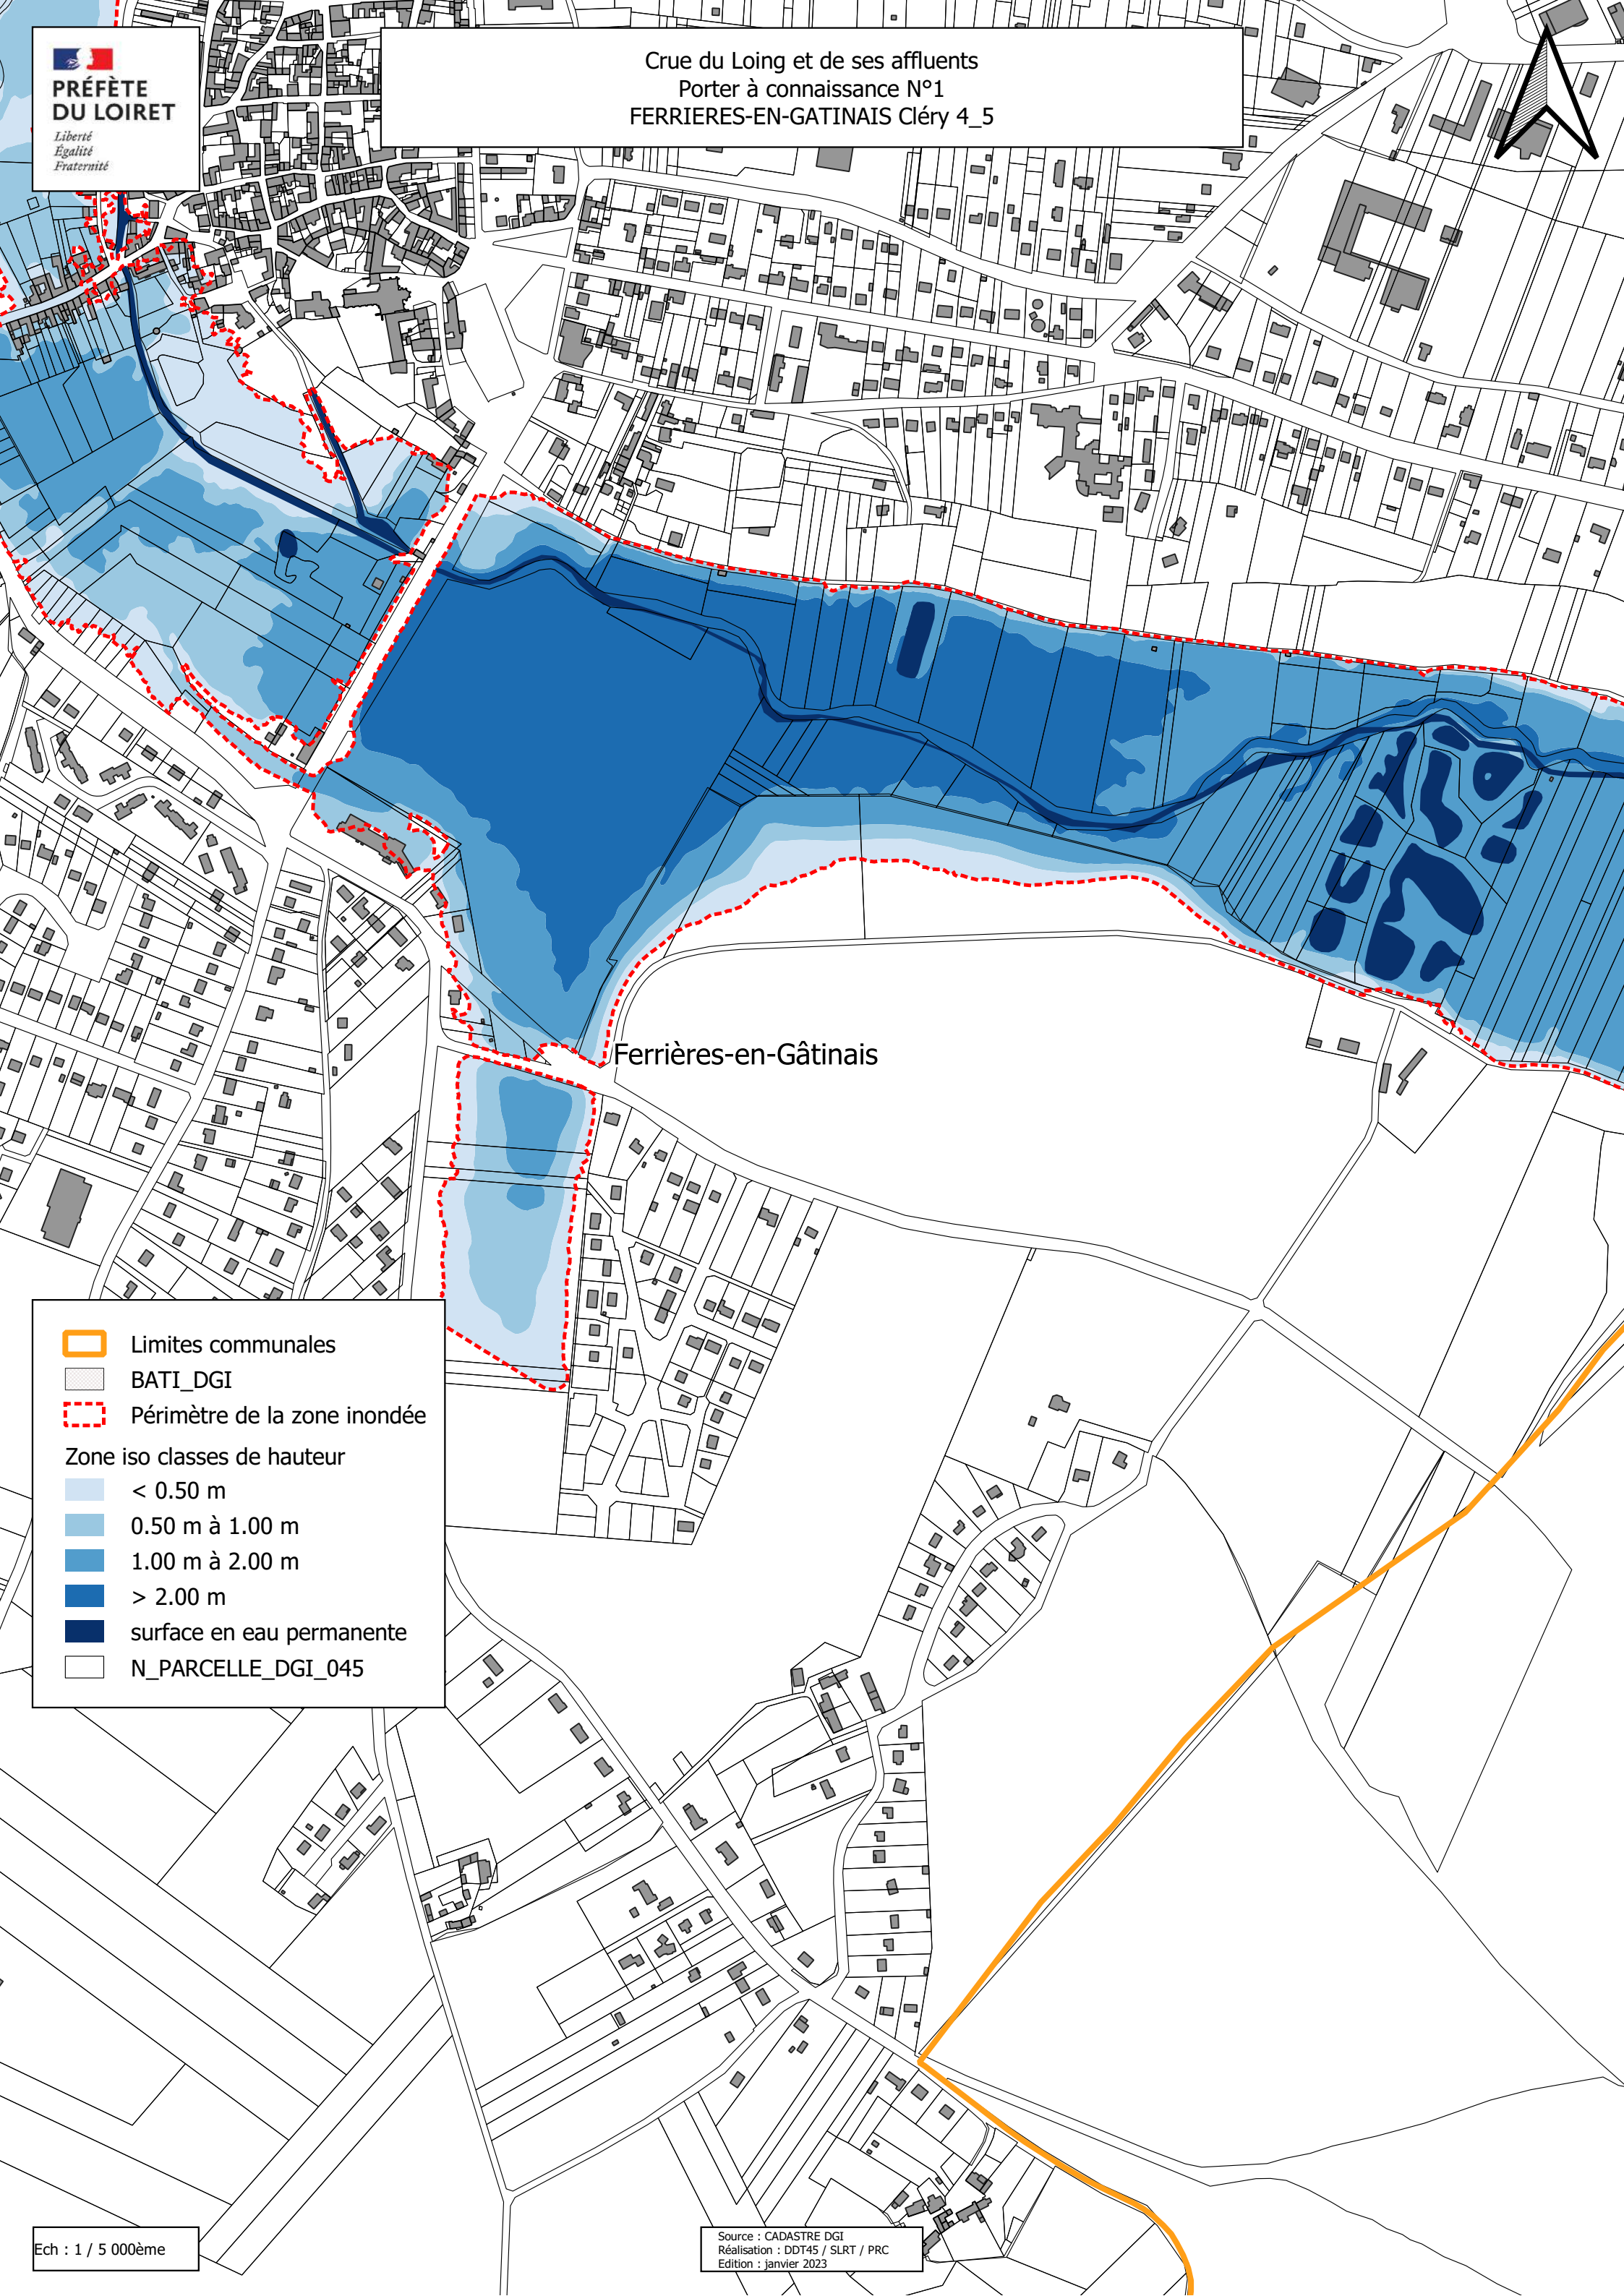 PRÉFÈTE
DU LOIRET
Liberté
Égalité
Fraternité
Crue du Loing et de ses affluents
Porter à connaissance N°1
FERRIERES-EN-GATINAIS Cléry 4_5
Ferrières-en-Gâtinais
Limites communales
BATI_DGI
Périmètre de la zone inondée
Zone iso classes de hauteur
< 0.50 m
0.50 m à 1.00 m
1.00 m à 2.00 m
> 2.00 m
surface en eau permanente
N_PARCELLE_DGI_045
Ech : 1 / 5 000ème
Source : CADASTRE DGI
Réalisation : DDT45 / SLRT / PRC
Edition : janvier 2023